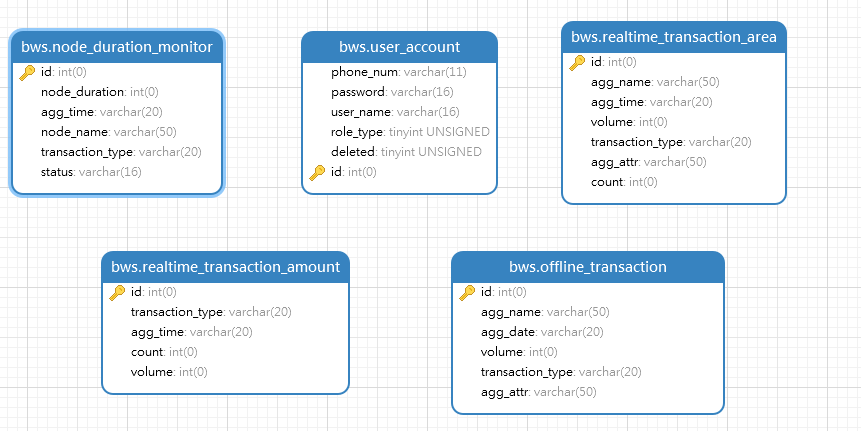 bws.node_duration_monitor
id: int(0)
node_duration: int(0)
agg_time: varchar(20)
node_name: varchar(50)
transaction_type: varchar(20)
status: varchar(16)
bws.user_account
phone_num: varchar(11)
password: varchar(16)
user_name: varchar(16)
role_type: tinyint UNSIGNED
deleted: tinyint UNSIGNED
id: int(0)
bws.realtime_transaction_area
id: int(0)
agg_name: varchar(50)
agg_time: varchar(20)
volume: int(0)
transaction_type: varchar(20)
agg_attr: varchar(50)
count: int(0)
bws.realtime_transaction_amount
id: int(0)
transaction_type: varchar(20)
agg_time: varchar(20)
count: int(0)
volume: int(0)
bws.offline_transaction
id: int(0)
agg_name: varchar(50)
agg_date: varchar(20)
volume: int(0)
transaction_type: varchar(20)
agg_attr: varchar(50)